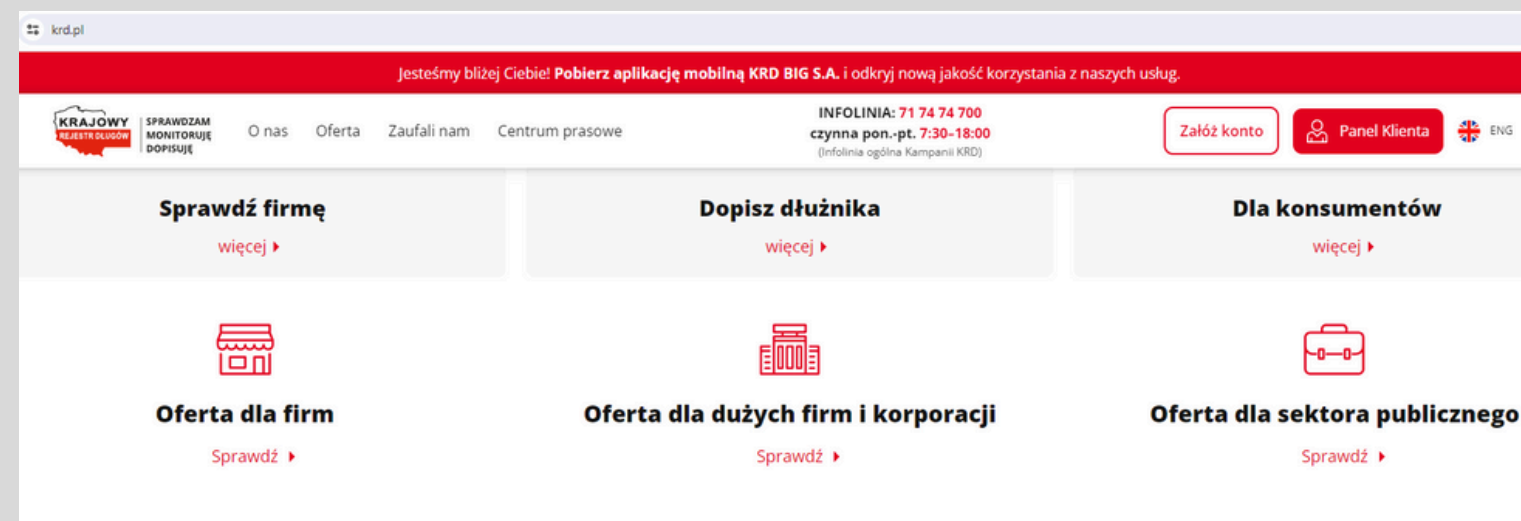 krd.pl
Jesteśmy bliżej Ciebie! Pobierz aplikację mobilną KRD BIG S.A. i odkryj nową jakość korzystania z naszych usług.
KRAJOWY
REJESTR DŁUGÓW
SPRAWDZAM
MONITORUJĘ
DOPISUJĘ
O nas
Oferta
Zaufali nam
Centrum prasowe
INFOLINIA: 71 74 74 700
czynna pon.-pt. 7:30–18:00
(Infolinia ogólna Kampanii KRD)
Załóż konto
Panel Klienta
ENG
Sprawdź firmę
więcej
Dopisz dłużnika
więcej
Dla konsumentów
więcej
Oferta dla firm
Sprawdź
Oferta dla dużych firm i korporacji
Sprawdź
Oferta dla sektora publicznego
Sprawdź